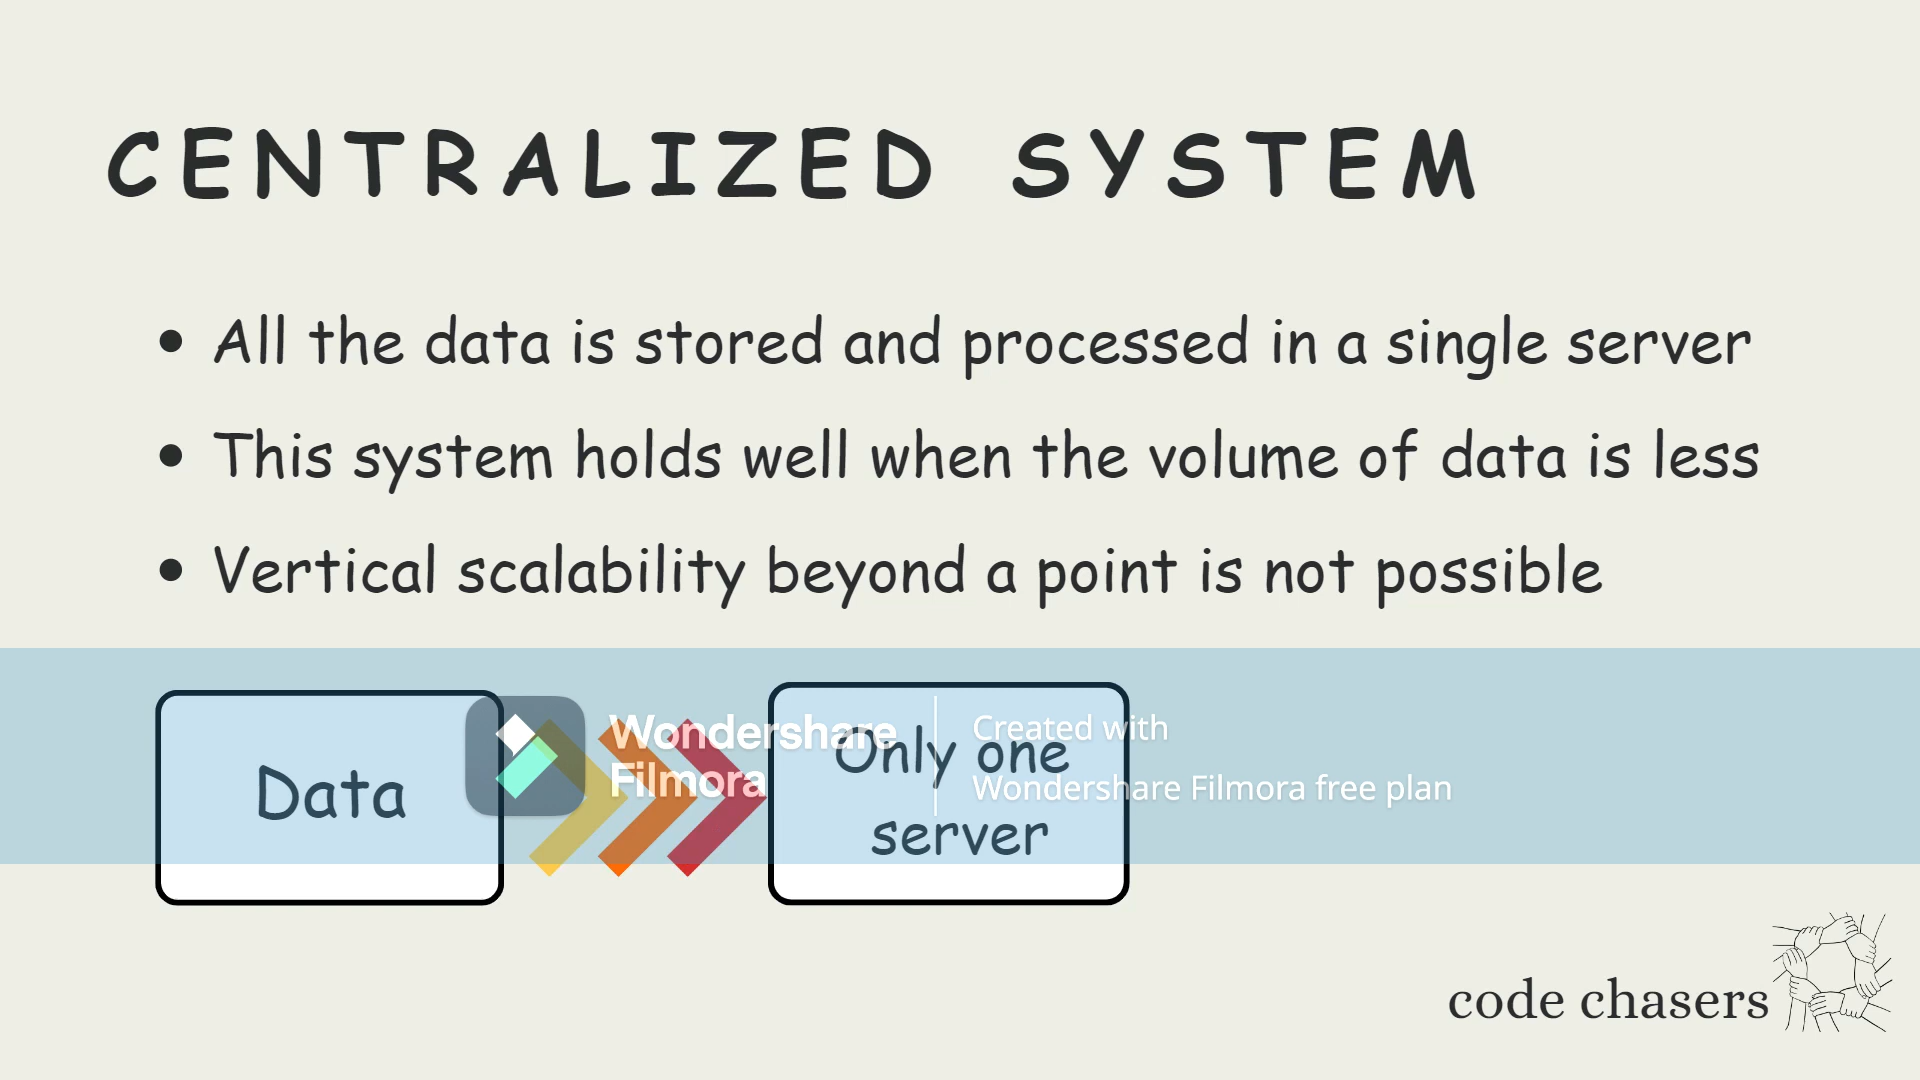 CENTRALIZED SYSTEM
• All the data is stored and processed in a single server
• This system holds well when the volume of data is less
• Vertical scalability beyond a point is not possible
Data
Wondershare
Filmora
Only one
server
Created with
Wondershare Filmora free plan
code chasers